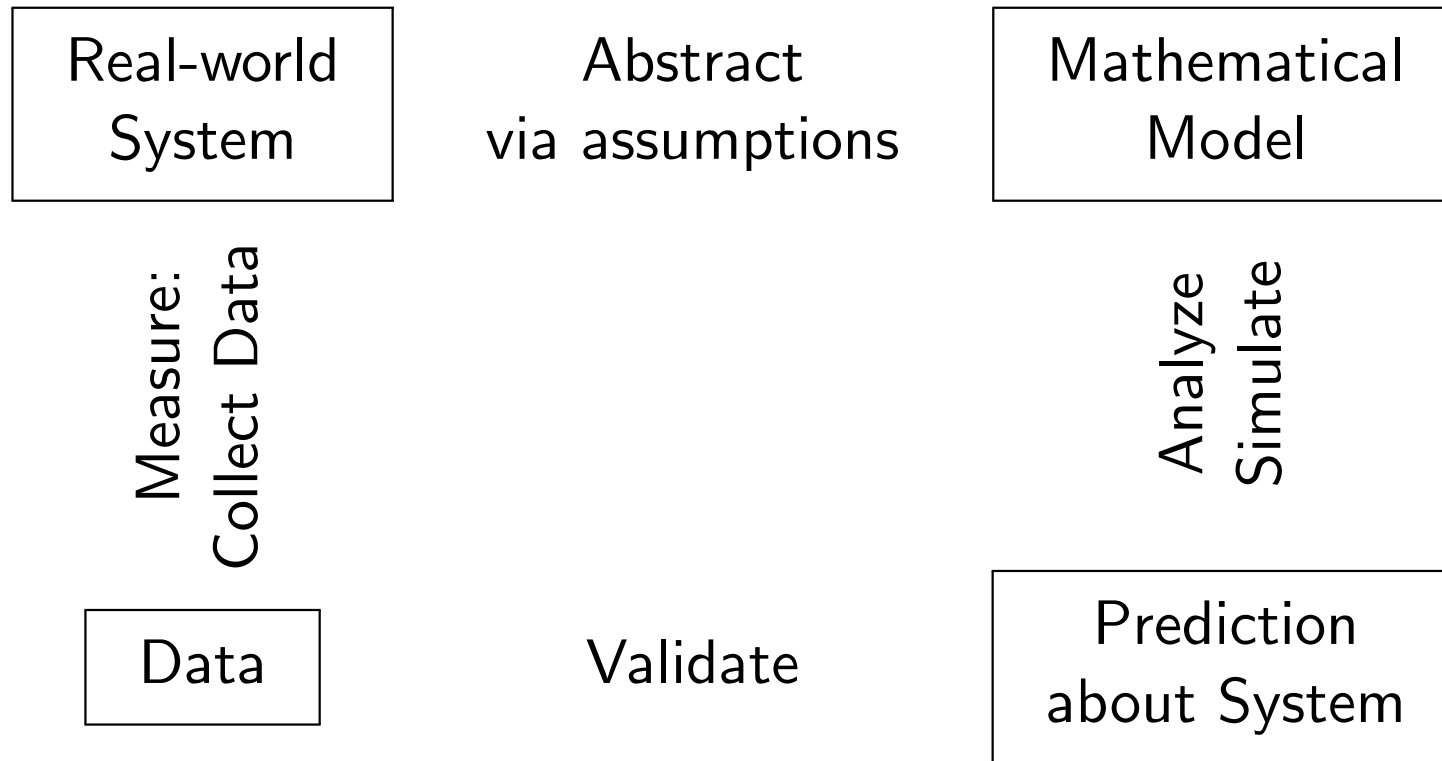 Real-world
System
Abstract
via assumptions
Mathematical
Model
Measure:
Collect Data
Analyze
Simulate
Data
Validate
Prediction
about System